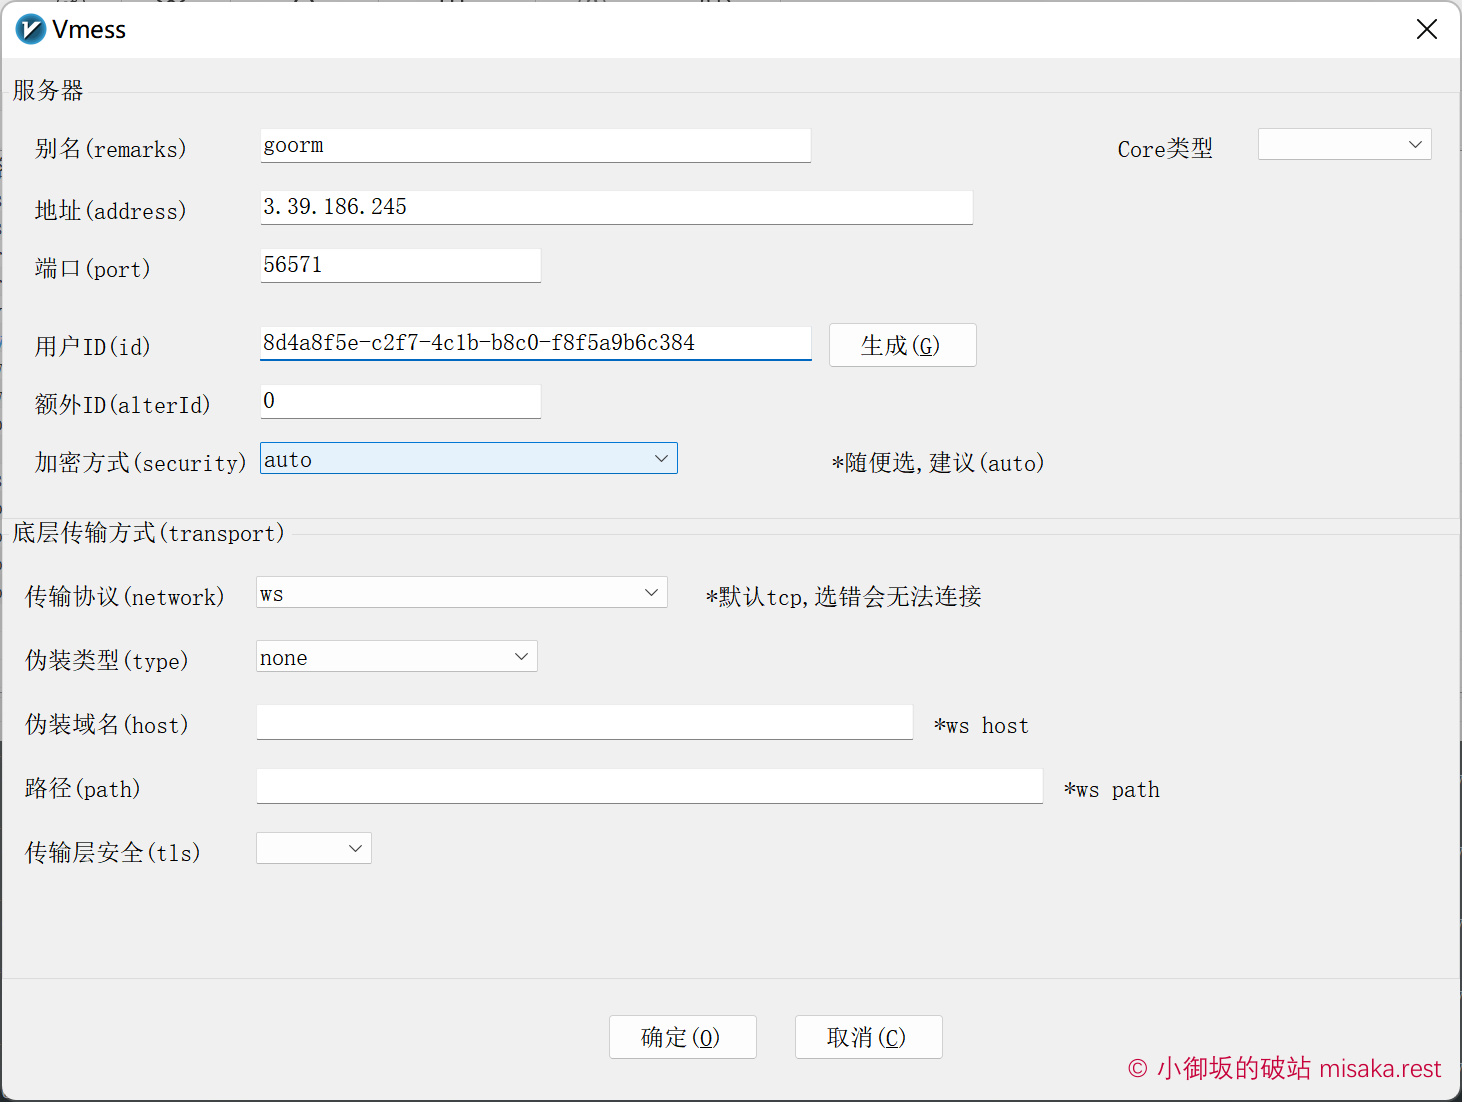 Vmess
服务器
别名(remarks) goorm Core类型
地址(address) 3.39.186.245
端口(port) 56571
用户ID(id) 8d4a8f5e-c2f7-4c1b-b8c0-f8f5a9b6c384 生成(G)
额外ID(alterId) 0
加密方式(security) auto *随便选,建议(auto)
底层传输方式(transport)
传输协议(network) ws *默认tcp,选错会无法连接
伪装类型(type) none
伪装域名(host) *ws host
路径(path) *ws path
传输层安全(tls)
确定(O) 取消(C)
© 小御坂的破站 misaka.rest